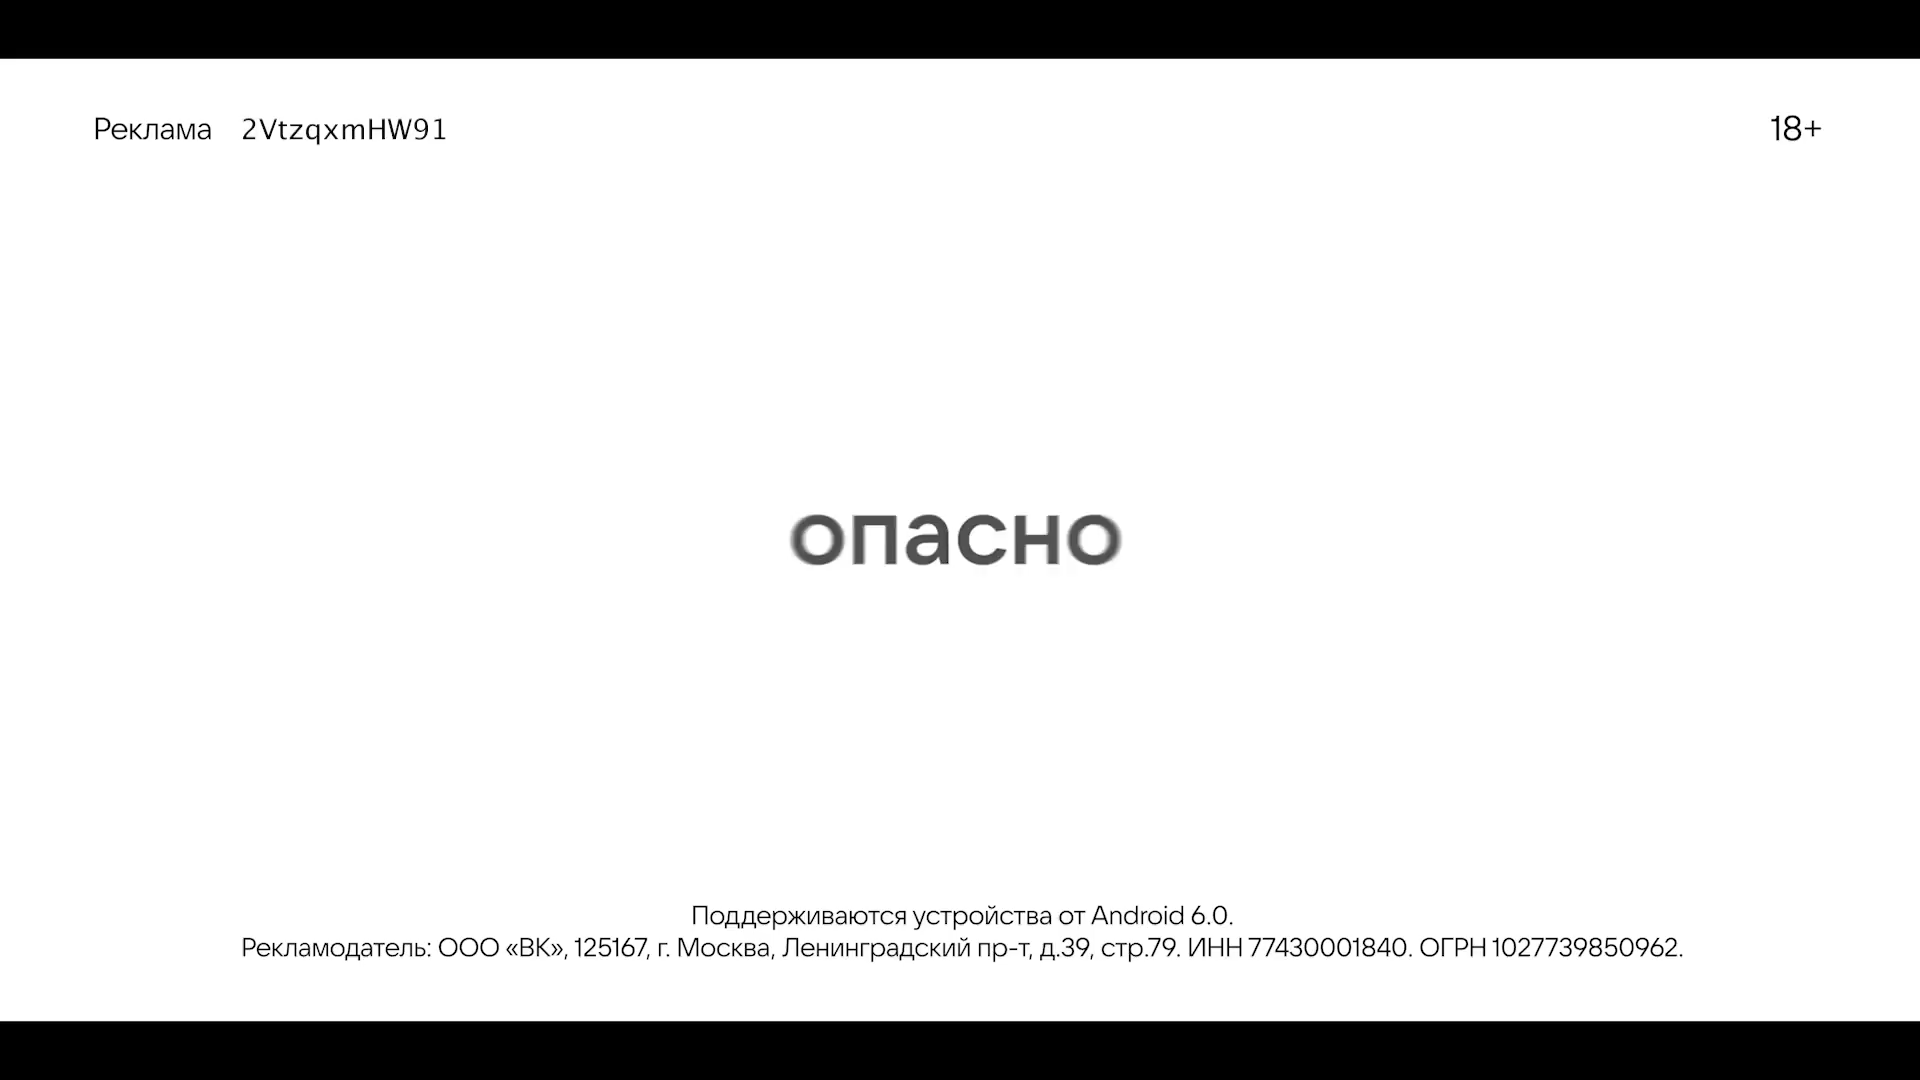 Реклама 2VtzqxmHW91
18+
опасно
Поддерживаются устройства от Android 6.0.
Рекламодатель: ООО «ВК», 125167, г. Москва, Ленинградский пр-т, д.39, стр.79. ИНН 77430001840. ОГРН 1027739850962.